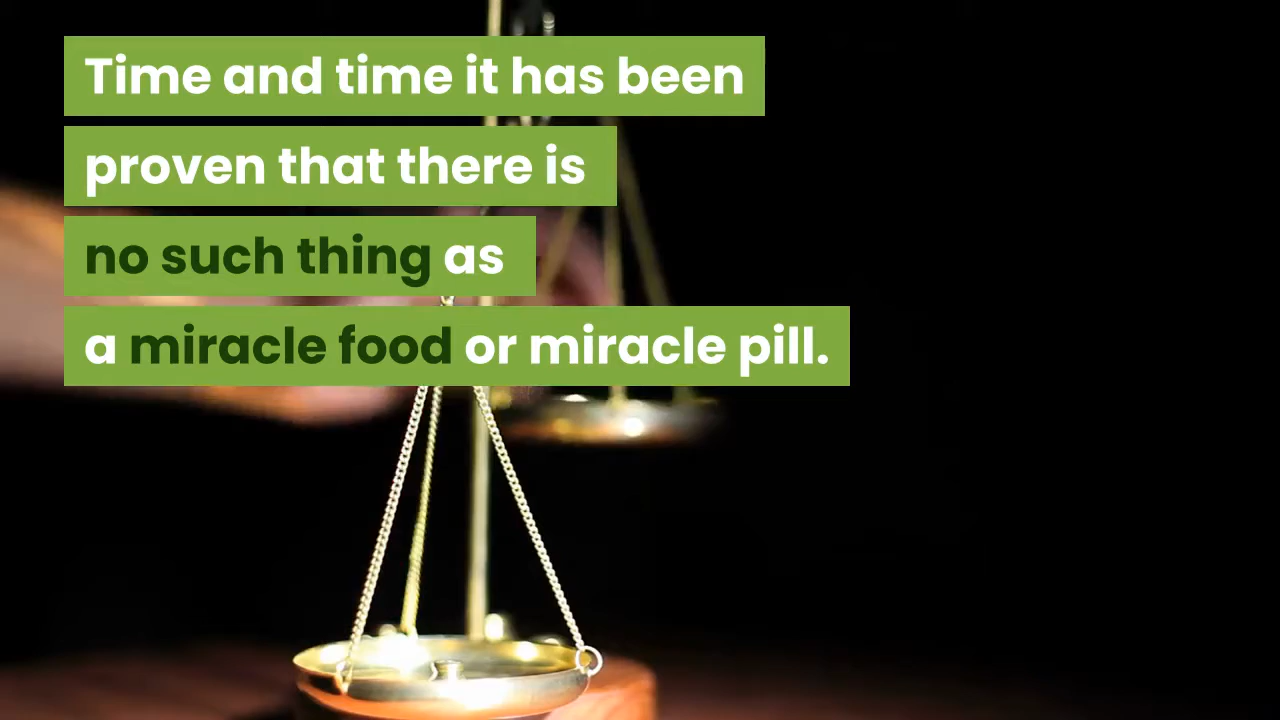 Time and time it has been
proven that there is
no such thing as
a miracle food or miracle pill.